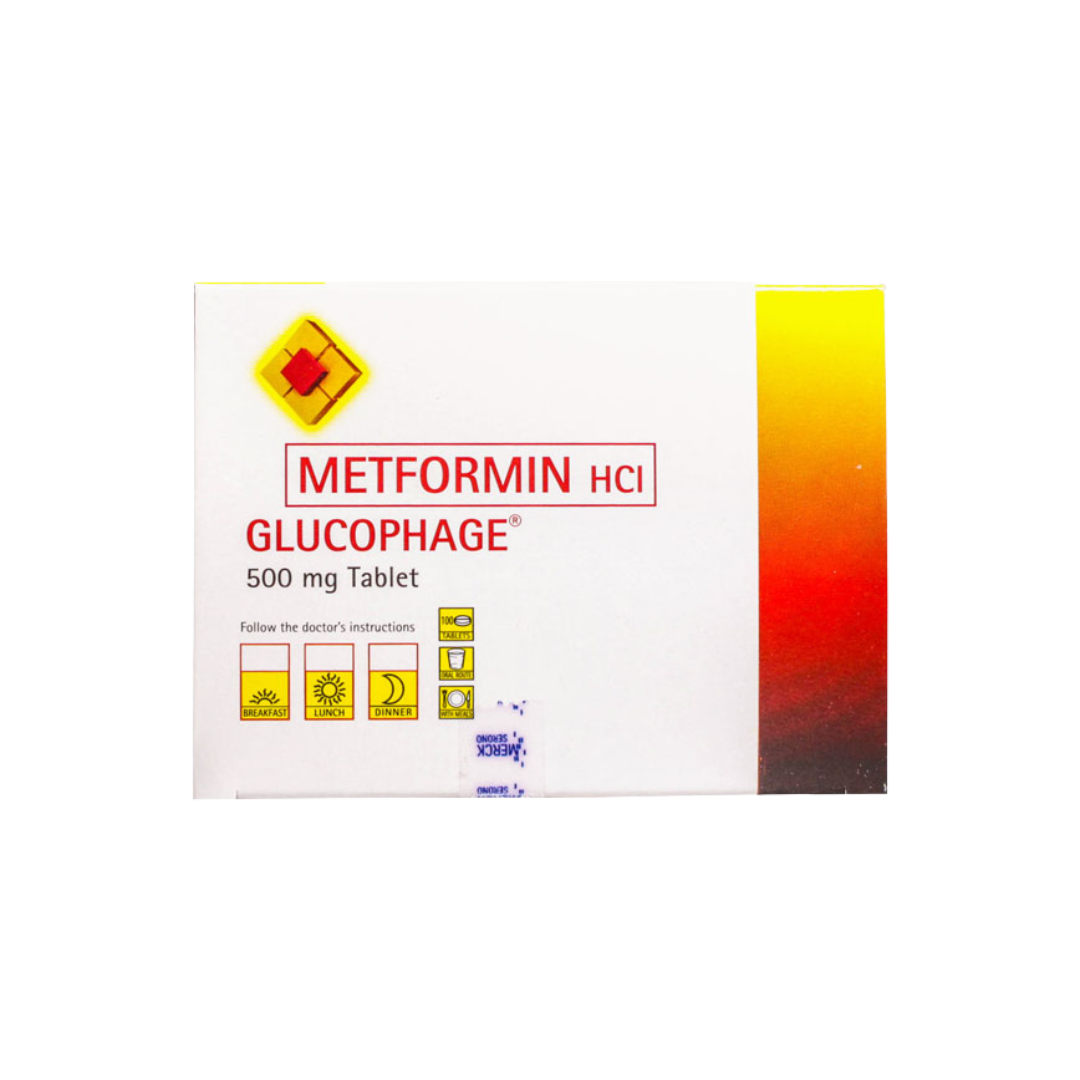 METFORMIN HCl
GLUCOPHAGE®
500 mg Tablet
Follow the doctor's instructions
BREAKFAST
LUNCH
DINNER
100
TABLETS
ORAL ROUTE
WITH MEALS
MERCK
SERONO
SERONO